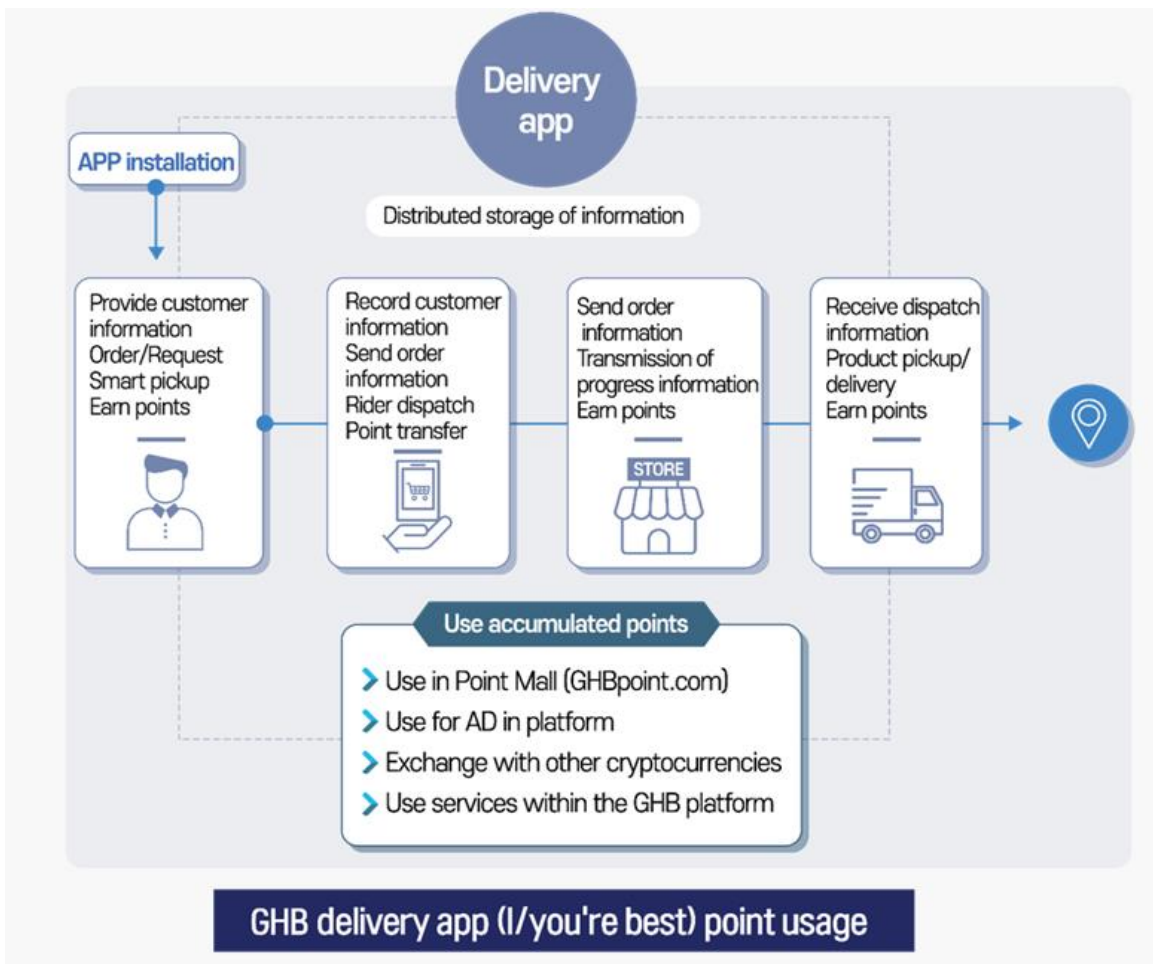 Delivery
app
APP installation
Distributed storage of information
Provide customer
information
Order/Request
Smart pickup
Earn points
Record customer
information
Send order
information
Rider dispatch
Point transfer
Send order
information
Transmission of
progress information
Earn points
STORE
Receive dispatch
information
Product pickup/
delivery
Earn points
Use accumulated points
Use in Point Mall (GHBpoint.com)
Use for AD in platform
Exchange with other cryptocurrencies
Use services within the GHB platform
GHB delivery app (I/you're best) point usage